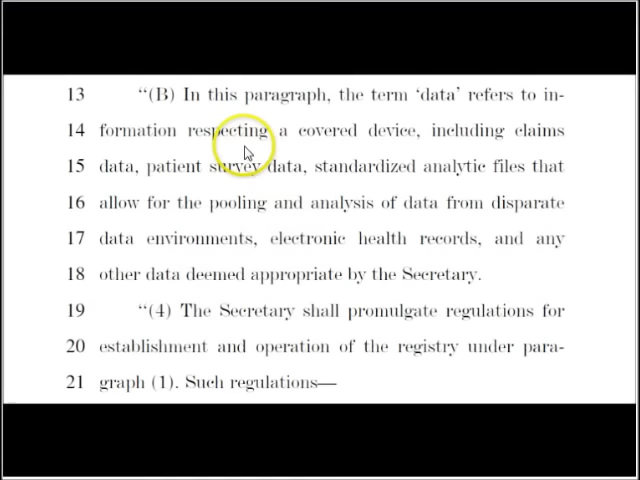 13 “(B) In this paragraph, the term ‘data’ refers to in-
14 formation respecting a covered device, including claims
15 data, patient survey data, standardized analytic files that
16 allow for the pooling and analysis of data from disparate
17 data environments, electronic health records, and any
18 other data deemed appropriate by the Secretary.
19 “(4) The Secretary shall promulgate regulations for
20 establishment and operation of the registry under para-
21 graph (1). Such regulations—